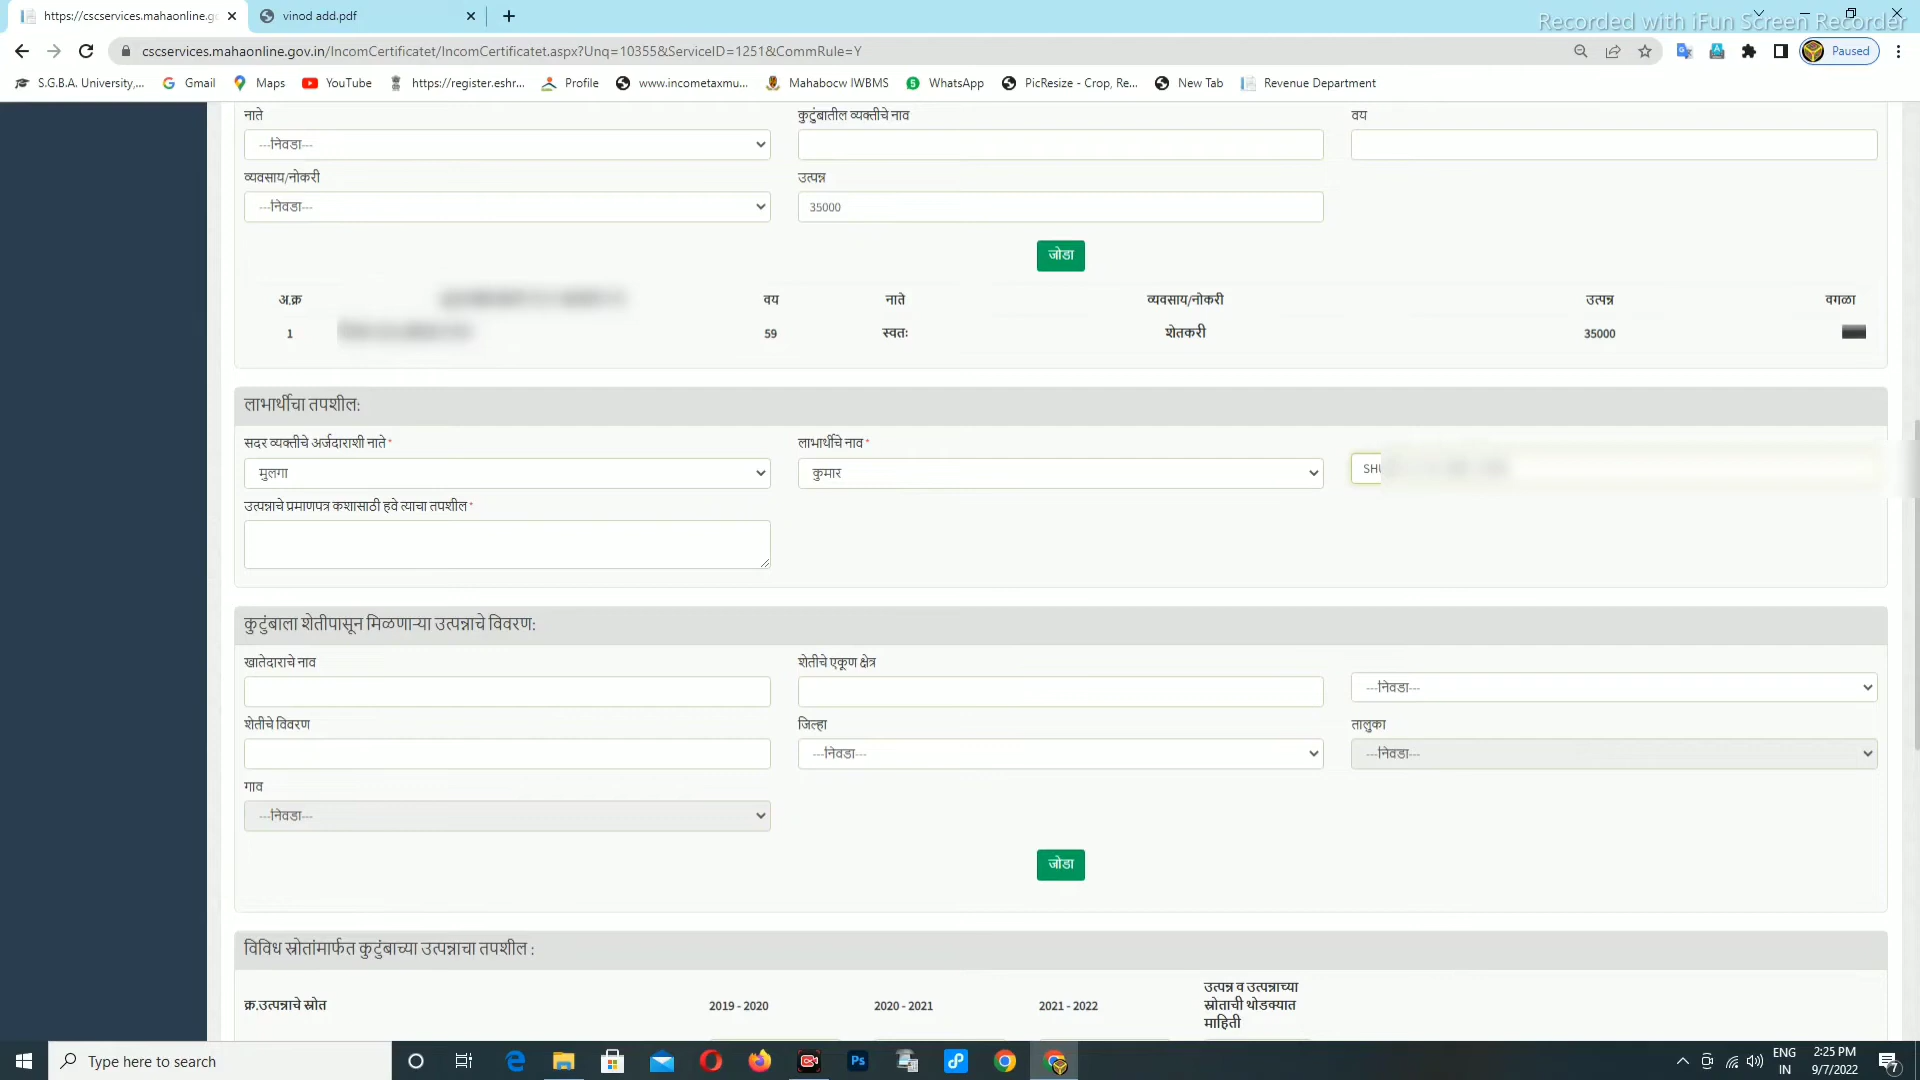 https://cscservices.mahaonline.go
vinod add.pdf
Recorded with iFun Screen Recorder
cscservices.mahaonline.gov.in/IncomCertificatet/IncomCertificatet.aspx?Unq=10355&ServiceID=1251&CommRule=Y
Paused
S.G.B.A. University,... Gmail Maps YouTube https://register.eshr... Profile www.incometaxmu... Mahabocw IWBMS WhatsApp PicResize - Crop, Re... New Tab Revenue Department
नाते कुटुंबातील व्यक्तीचे नाव वय
---निवडा---
व्यवसाय/नोकरी उत्पन्न
---निवडा--- 35000
जोडा
अ.क्र वय नाते व्यवसाय/नोकरी उत्पन्न वगळा
1 59 स्वतः शेतकरी 35000
लाभार्थीचा तपशील:
सदर व्यक्तीचे अर्जदाराशी नाते* लाभार्थीचे नाव*
मुलगा कुमार
उत्पन्नाचे प्रमाणपत्र कशासाठी हवे त्याचा तपशील*
कुटुंबाला शेतीपासून मिळणाऱ्या उत्पन्नाचे विवरण:
खातेदाराचे नाव शेतीचे एकूण क्षेत्र
---निवडा---
शेतीचे विवरण जिल्हा तालुका
---निवडा--- ---निवडा---
गाव
---निवडा---
जोडा
विविध स्रोतांमार्फत कुटुंबाच्या उत्पन्नाचा तपशील :
क्र.उत्पन्नाचे स्रोत 2019 - 2020 2020 - 2021 2021 - 2022 उत्पन्न व उत्पन्नाच्या
स्रोताची थोडक्यात
माहिती
Type here to search
Ps
ENG
IN
2:25 PM
9/7/2022
7